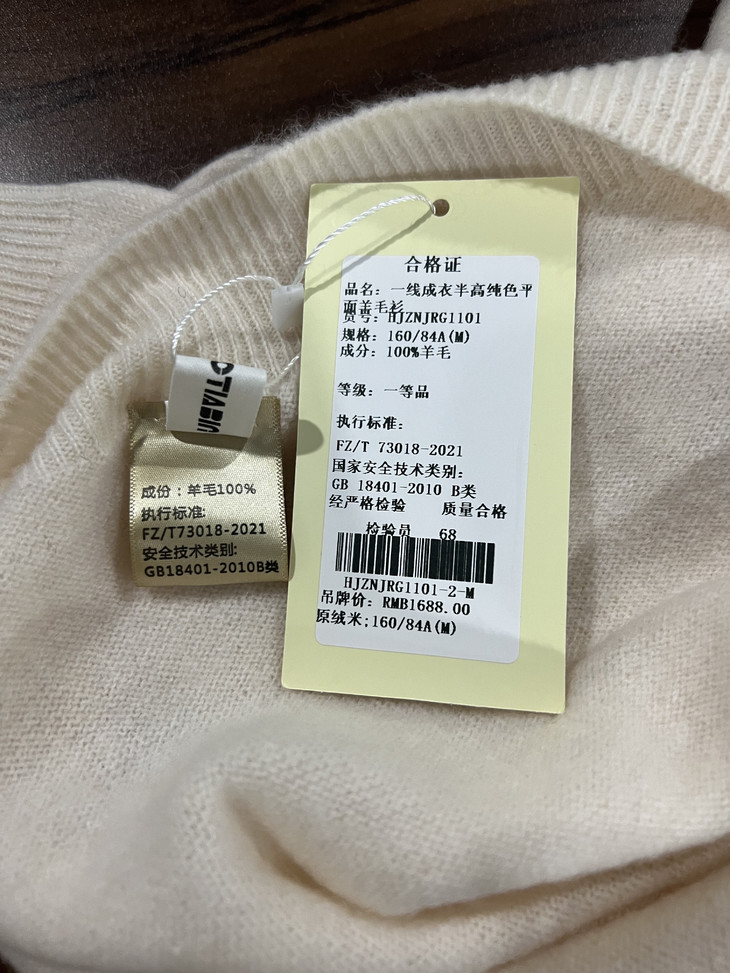 合格证
品名: 一线成衣半高纯色平
面羊毛衫
货号: HJZNJRG1101
规格: 160/84A(M)
成分: 100%羊毛
等级: 一等品
执行标准:
FZ/T 73018-2021
国家安全技术类别:
GB 18401-2010 B类
经严格检验 质量合格
检验员 68
HJZNJRG1101-2-M
吊牌价: RMB1688.00
原绒米;160/84A(M)
成份:羊毛100%
执行标准:
FZ/T73018-2021
安全技术类别:
GB18401-2010B类